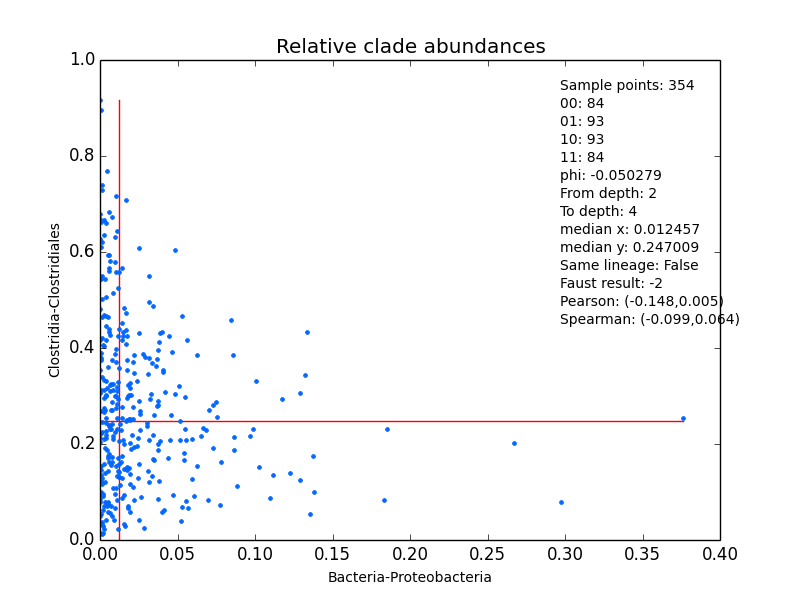 Relative clade abundances
Sample points: 354
00: 84
01: 93
10: 93
11: 84
phi: -0.050279
From depth: 2
To depth: 4
median x: 0.012457
median y: 0.247009
Same lineage: False
Faust result: -2
Pearson: (-0.148,0.005)
Spearman: (-0.099,0.064)
1.0
0.8
0.6
0.4
0.2
0.0
Clostridia-Clostridiales
0.00 0.05 0.10 0.15 0.20 0.25 0.30 0.35 0.40
Bacteria-Proteobacteria